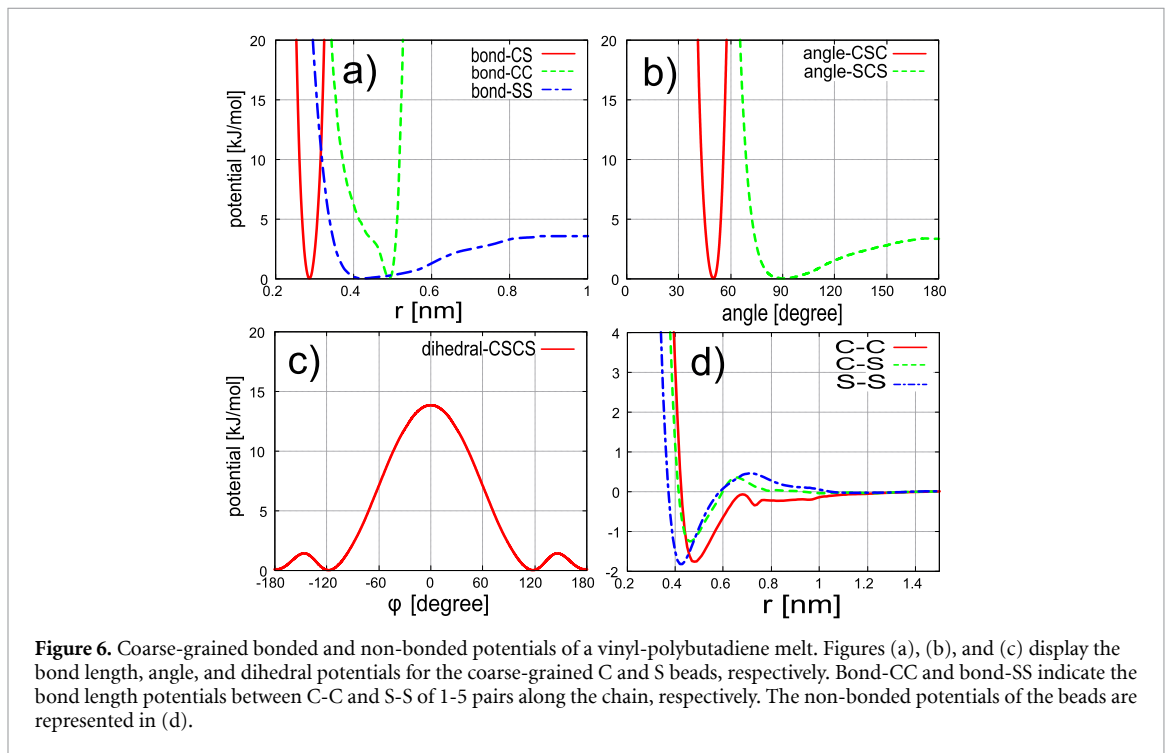 20
15
10
5
0
potential [kJ/mol]
a)
bond-CS
bond-CC
bond-SS
0.2 0.4 0.6 0.8 1
r [nm]
20
15
10
5
0
b)
angle-CSC
angle-SCS
0 30 60 90 120 150 180
angle [degree]
20
15
10
5
0
potential [kJ/mol]
c)
dihedral-CSCS
-180 -120 -60 0 60 120 180
φ [degree]
4
3
2
1
0
-1
-2
d)
C-C
C-S
S-S
0.2 0.4 0.6 0.8 1 1.2 1.4
r [nm]
Figure 6. Coarse-grained bonded and non-bonded potentials of a vinyl-polybutadiene melt. Figures (a), (b), and (c) display the
bond length, angle, and dihedral potentials for the coarse-grained C and S beads, respectively. Bond-CC and bond-SS indicate the
bond length potentials between C-C and S-S of 1-5 pairs along the chain, respectively. The non-bonded potentials of the beads are
represented in (d).